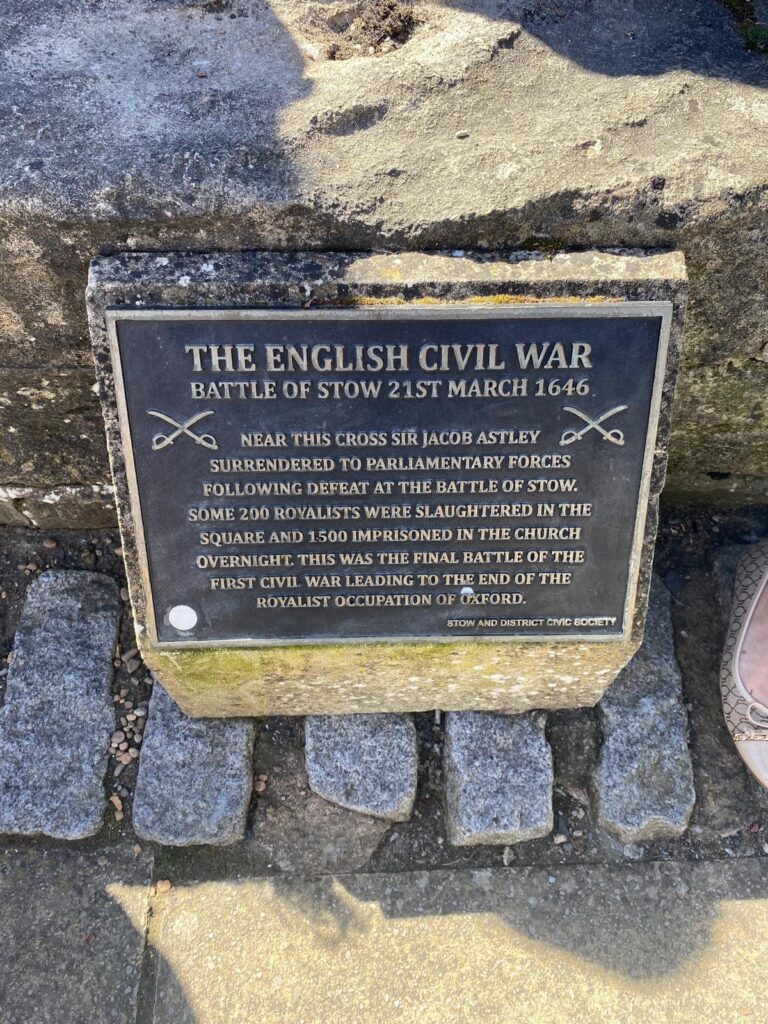 THE ENGLISH CIVIL WAR
BATTLE OF STOW 21ST MARCH 1646
NEAR THIS CROSS SIR JACOB ASTLEY
SURRENDERED TO PARLIAMENTARY FORCES
FOLLOWING DEFEAT AT THE BATTLE OF STOW.
SOME 200 ROYALISTS WERE SLAUGHTERED IN THE
SQUARE AND 1500 IMPRISONED IN THE CHURCH
OVERNIGHT. THIS WAS THE FINAL BATTLE OF THE
FIRST CIVIL WAR LEADING TO THE END OF THE
ROYALIST OCCUPATION OF OXFORD.
STOW AND DISTRICT CIVIC SOCIETY